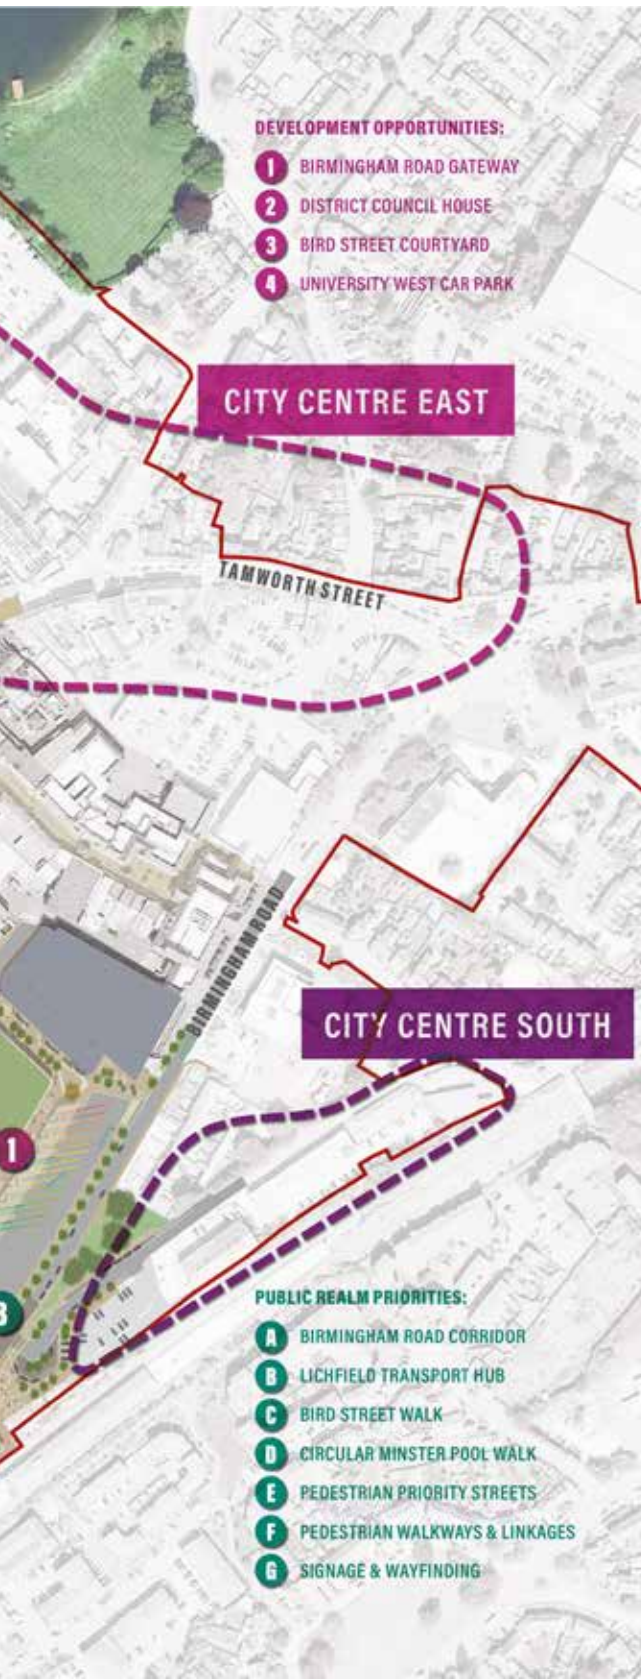 DEVELOPMENT OPPORTUNITIES:
1 BIRMINGHAM ROAD GATEWAY
2 DISTRICT COUNCIL HOUSE
3 BIRD STREET COURTYARD
4 UNIVERSITY WEST CAR PARK
CITY CENTRE EAST
TAMWORTH STREET
BIRMINGHAM ROAD
CITY CENTRE SOUTH
1
B
PUBLIC REALM PRIORITIES:
A BIRMINGHAM ROAD CORRIDOR
B LICHFIELD TRANSPORT HUB
C BIRD STREET WALK
D CIRCULAR MINSTER POOL WALK
E PEDESTRIAN PRIORITY STREETS
F PEDESTRIAN WALKWAYS & LINKAGES
G SIGNAGE & WAYFINDING